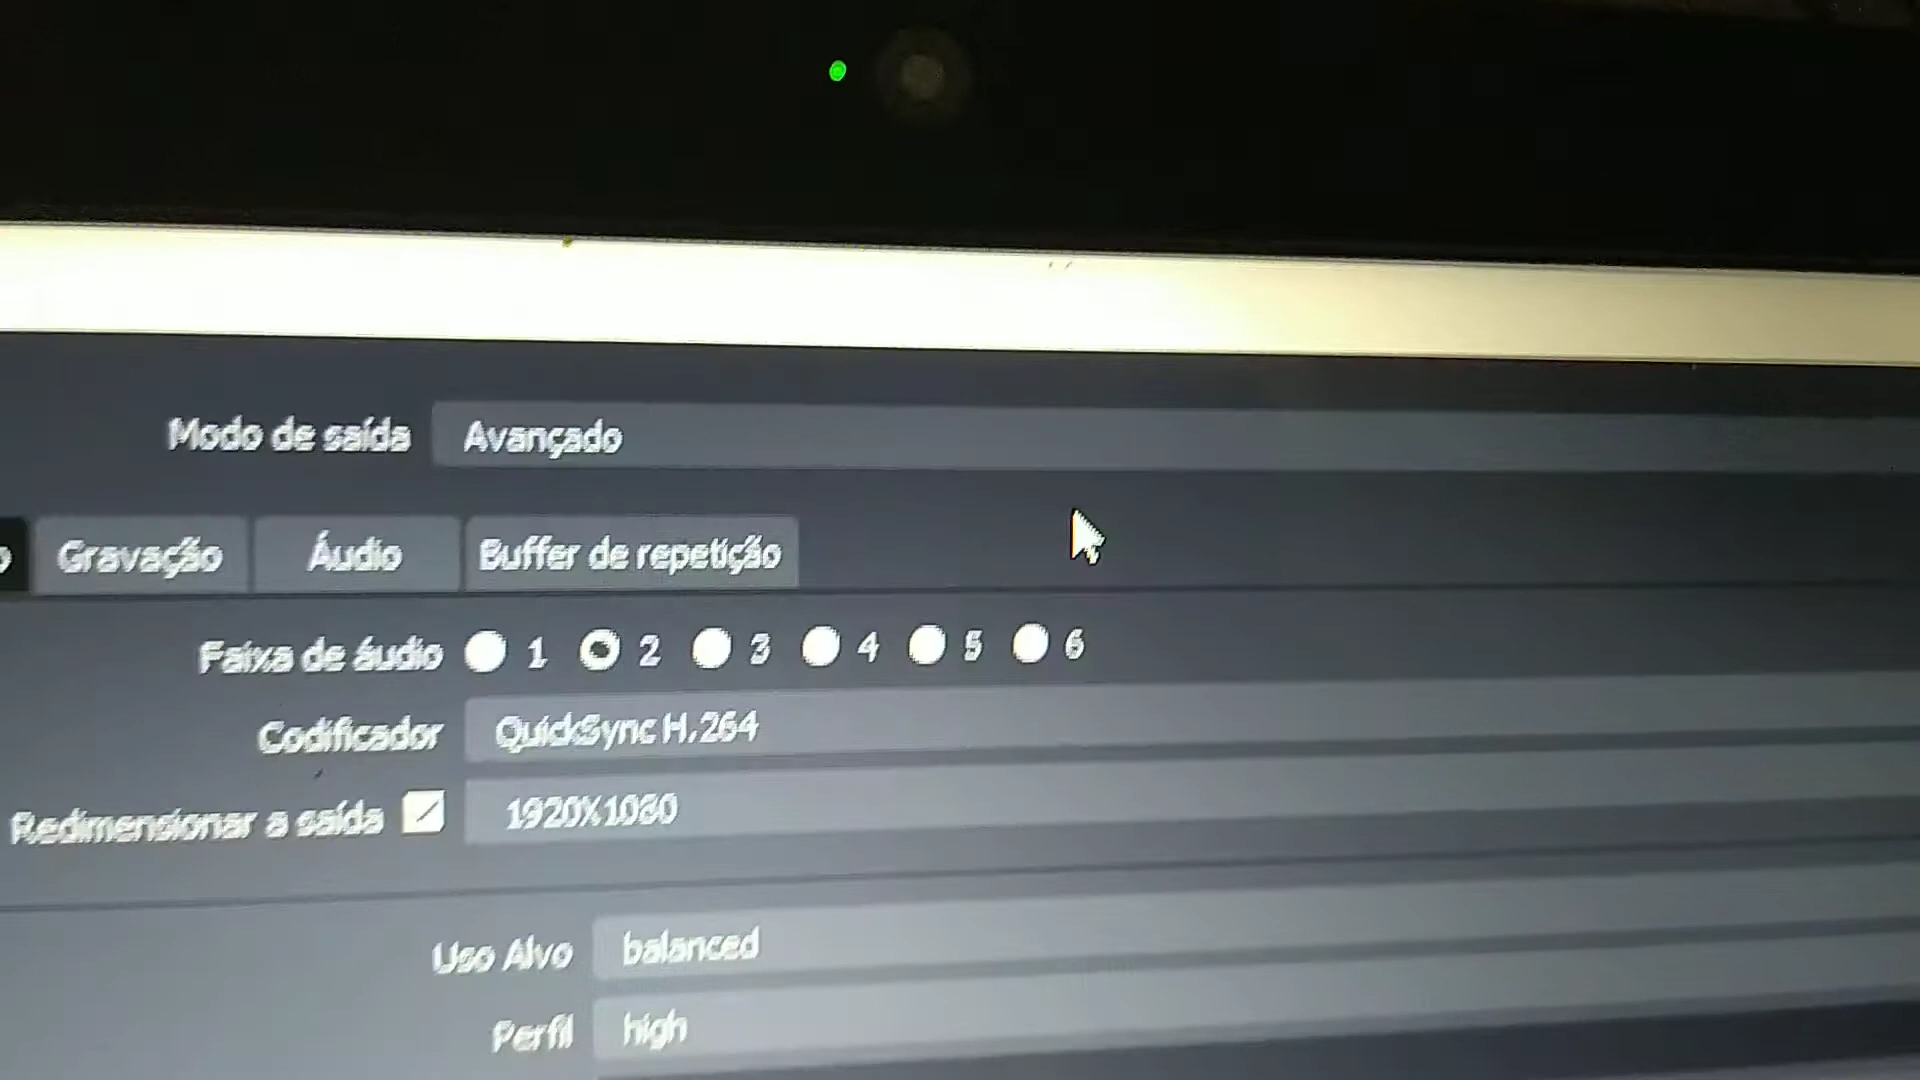 Modo de saída Avançado
Gravação Áudio Buffer de repetição
Faixa de áudio 1 2 3 4 5 6
Codificador QuickSync H.264
Redimensionar a saída 1920X1080
Uso Alvo balanced
Perfil high